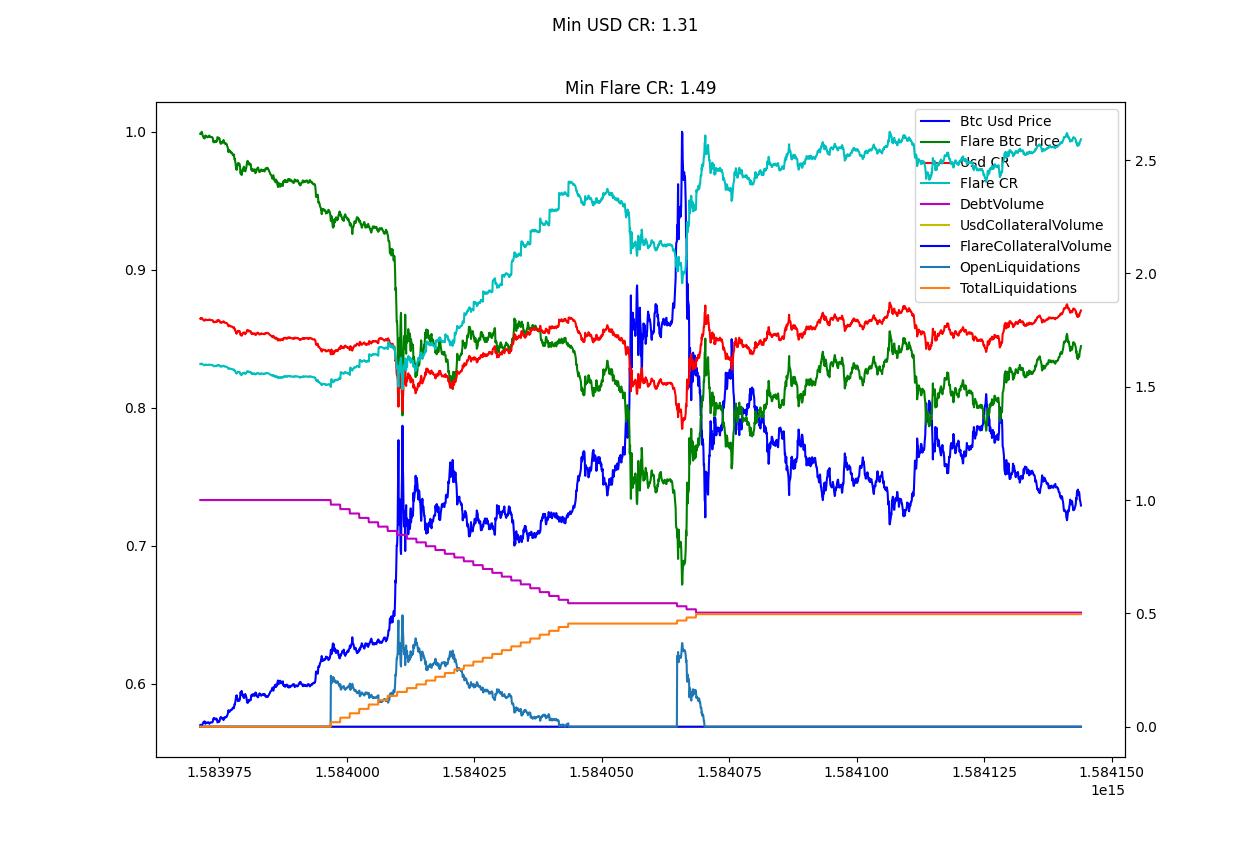 Min USD CR: 1.31
Min Flare CR: 1.49
Btc Usd Price
Flare Btc Price
Usd CR
Flare CR
DebtVolume
UsdCollateralVolume
FlareCollateralVolume
OpenLiquidations
TotalLiquidations
1.0
0.9
0.8
0.7
0.6
2.5
2.0
1.5
1.0
0.5
0.0
1.583975 1.584000 1.584025 1.584050 1.584075 1.584100 1.584125 1.584150
1e15